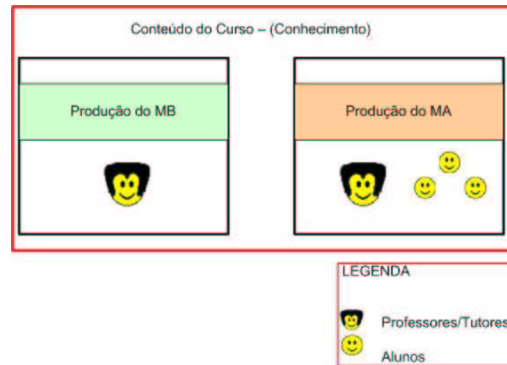 Conteúdo do Curso – (Conhecimento)
Produção do MB
Produção do MA
LEGENDA
Professores/Tutores
Alunos